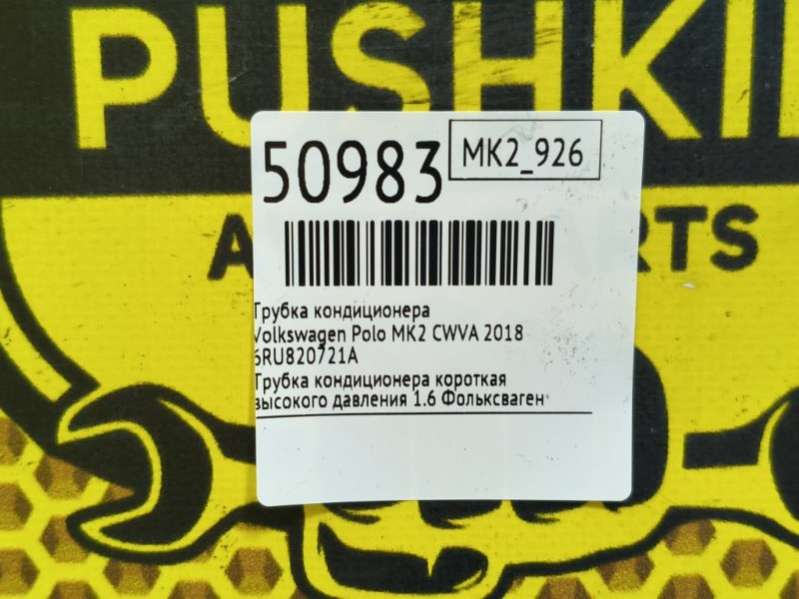 PUSHKI
50983
MK2_926
A RTS
Трубка кондиционера
Volkswagen Polo MK2 CWVA 2018
6RU820721A
Трубка кондиционера короткая
высокого давления 1.6 Фольксваген